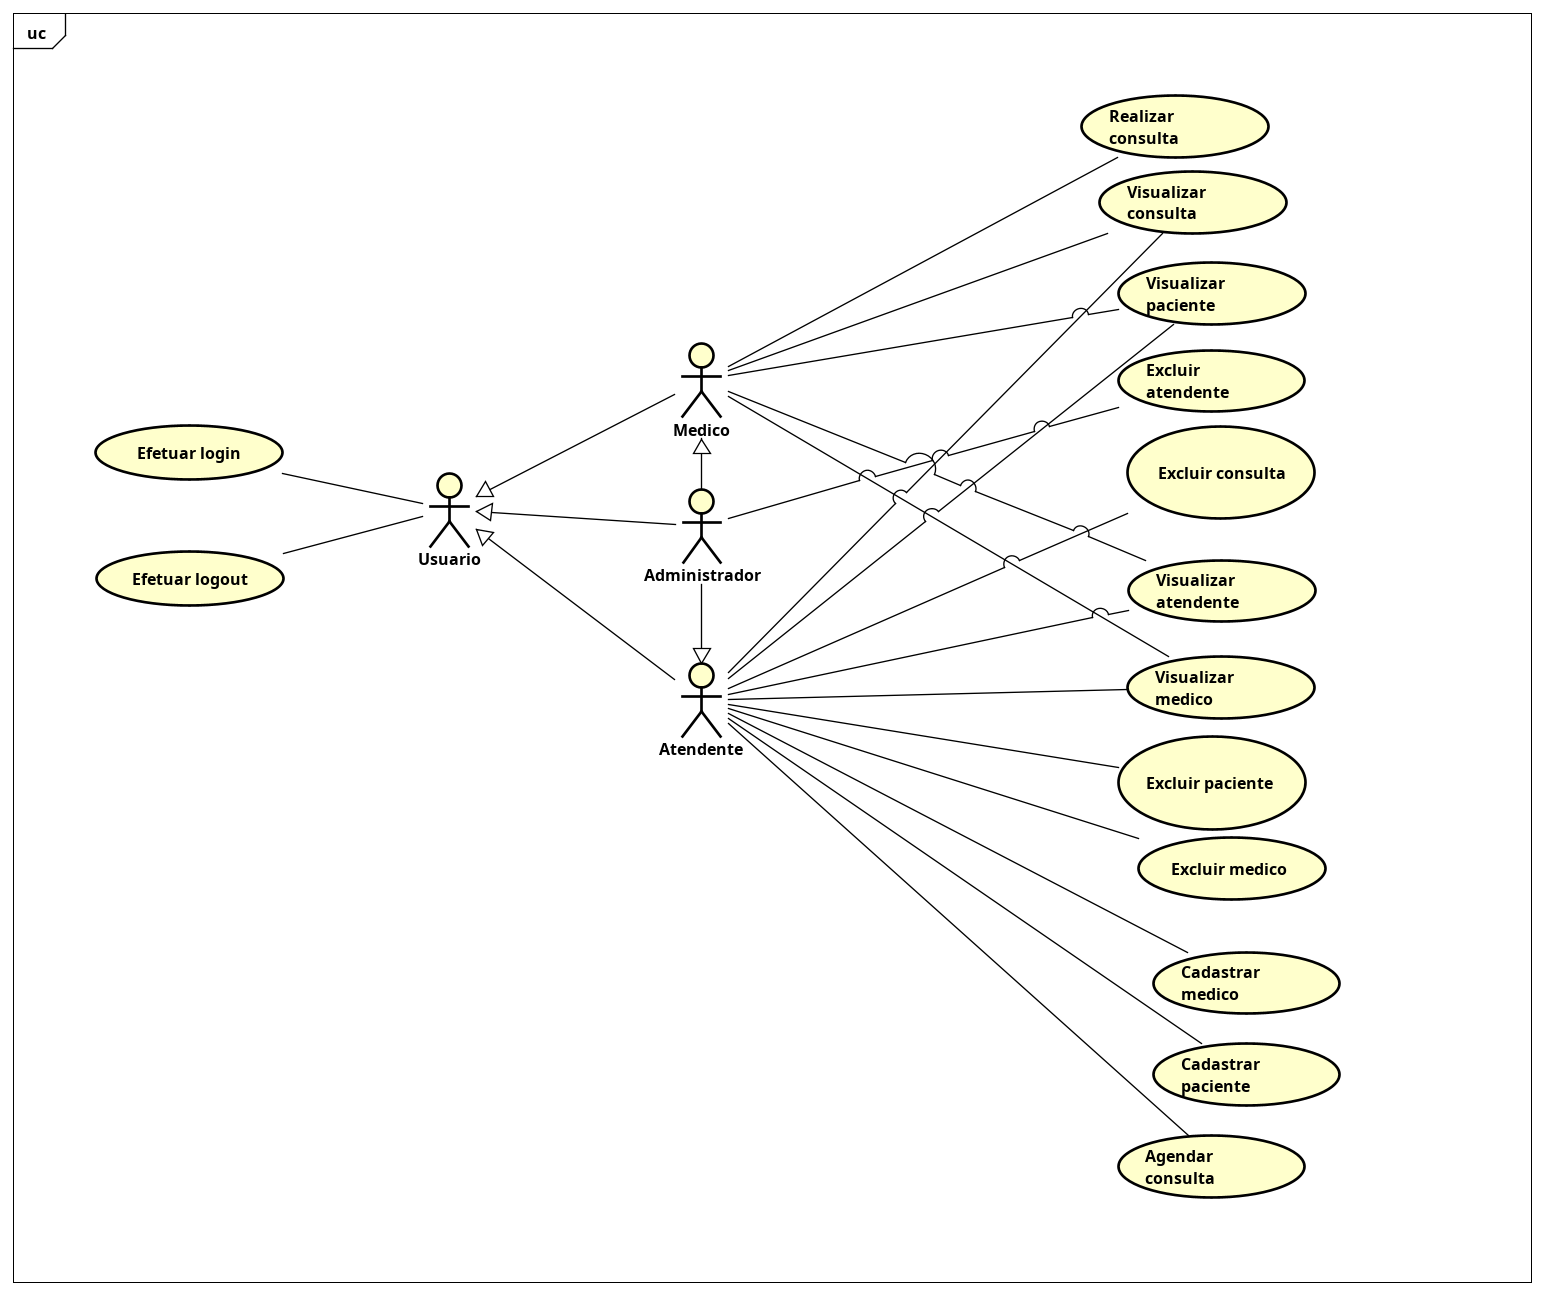 uc
Realizar
consulta
Visualizar
consulta
Visualizar
paciente
Excluir
atendente
Medico
Efetuar login
Excluir consulta
Usuario
Administrador
Efetuar logout
Visualizar
atendente
Visualizar
medico
Atendente
Excluir paciente
Excluir medico
Cadastrar
medico
Cadastrar
paciente
Agendar
consulta